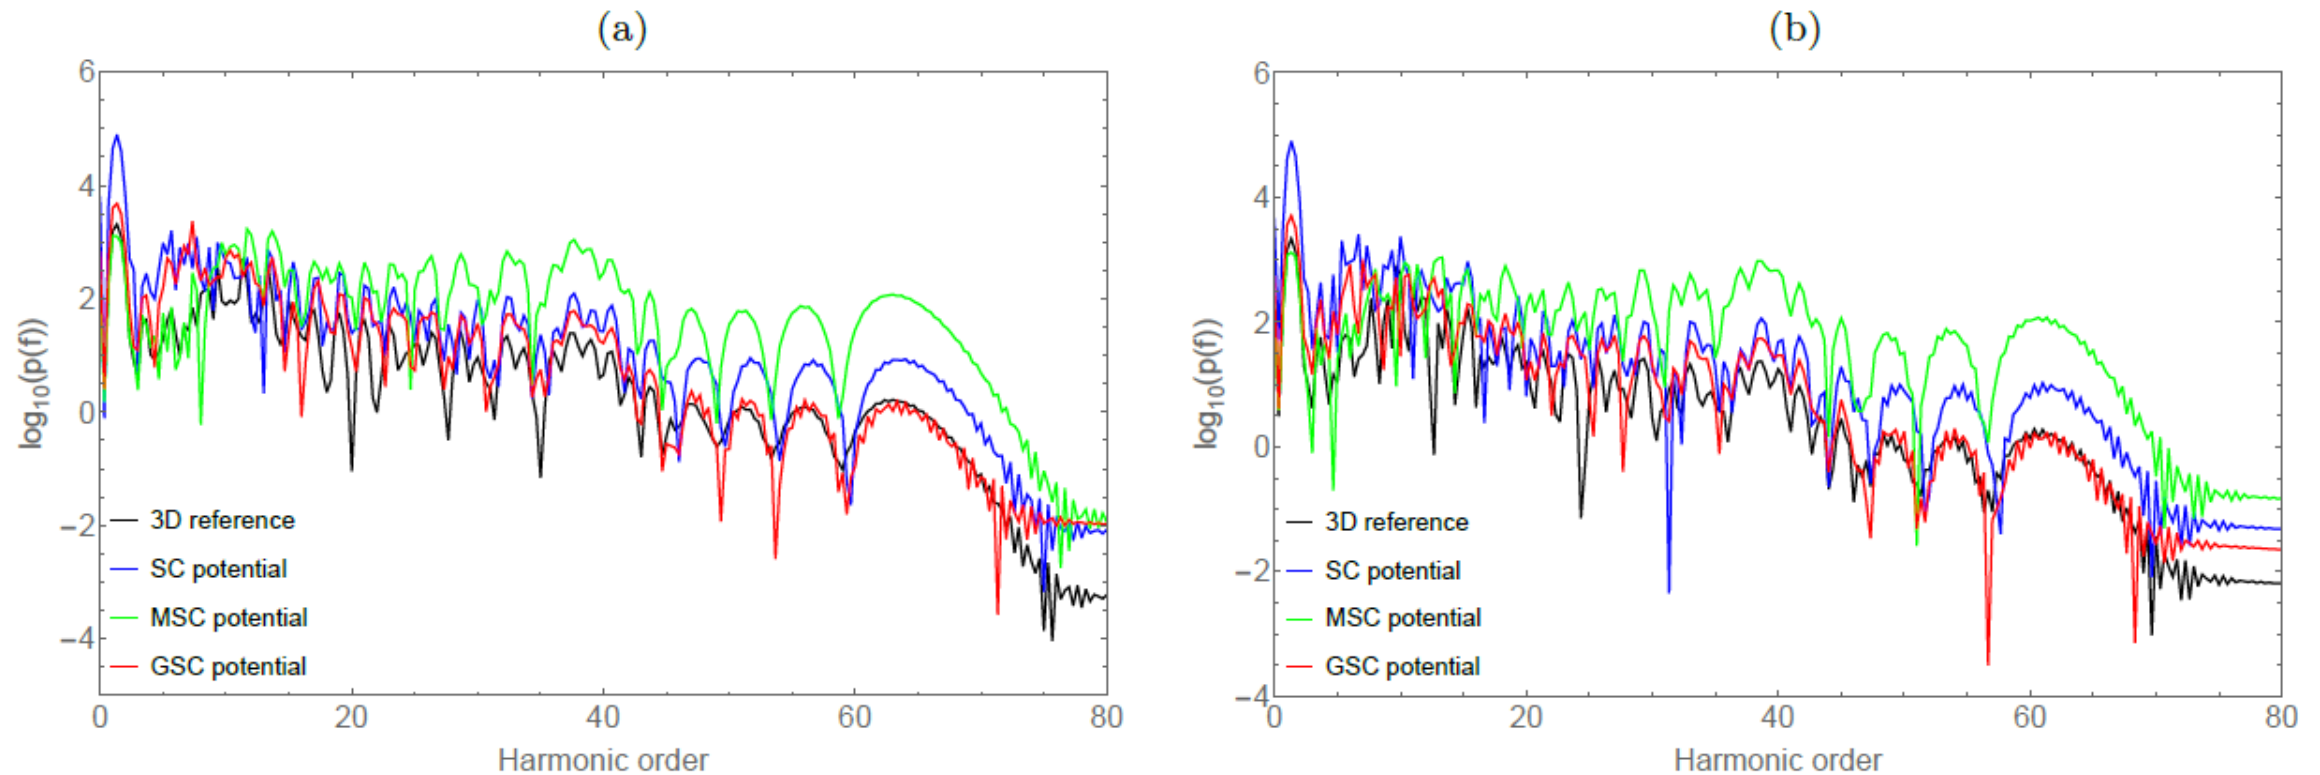 (a)
6
4
2
0
−2
−4
log10(p(f))
3D reference
SC potential
MSC potential
GSC potential
0 20 40 60 80
Harmonic order
(b)
6
4
2
0
−2
−4
log10(p(f))
3D reference
SC potential
MSC potential
GSC potential
0 20 40 60 80
Harmonic order